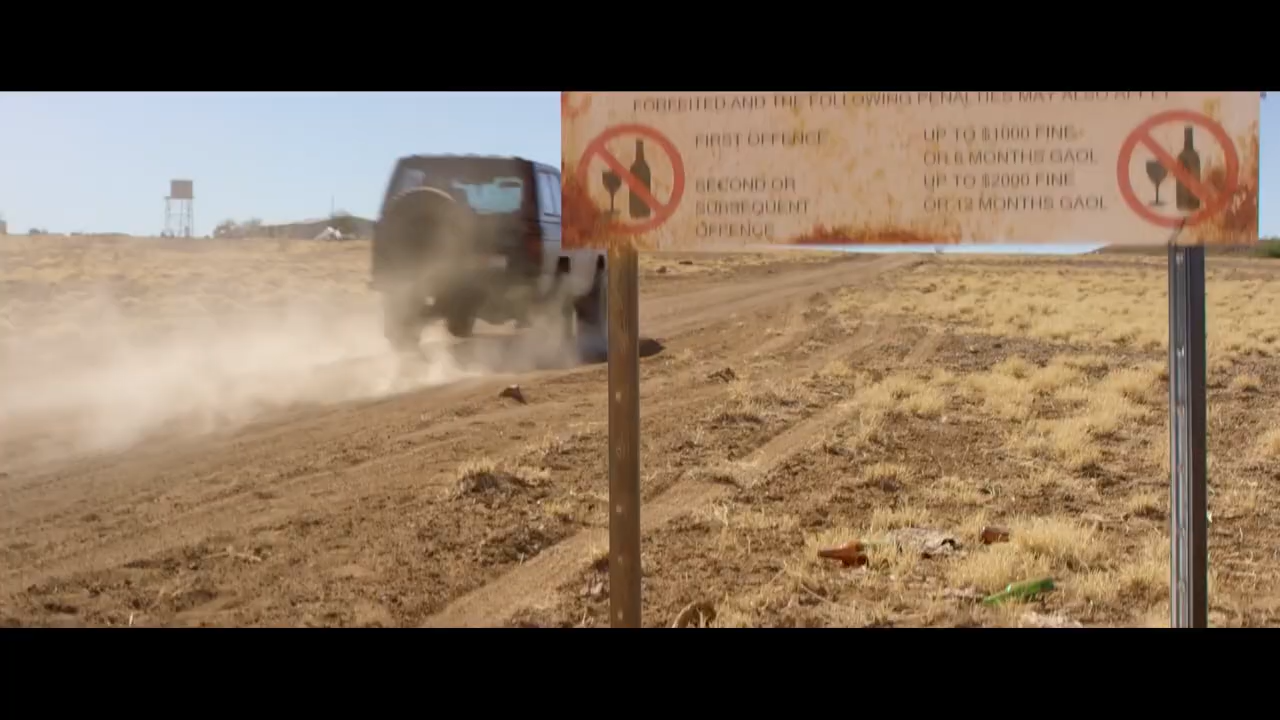 FORFEITED AND THE FOLLOWING PENALTIES MAY ALSO APPLY
FIRST OFFENCE
UP TO $1000 FINE
OR 6 MONTHS GAOL
SECOND OR
SUBSEQUENT
OFFENCE
UP TO $2000 FINE
OR 12 MONTHS GAOL